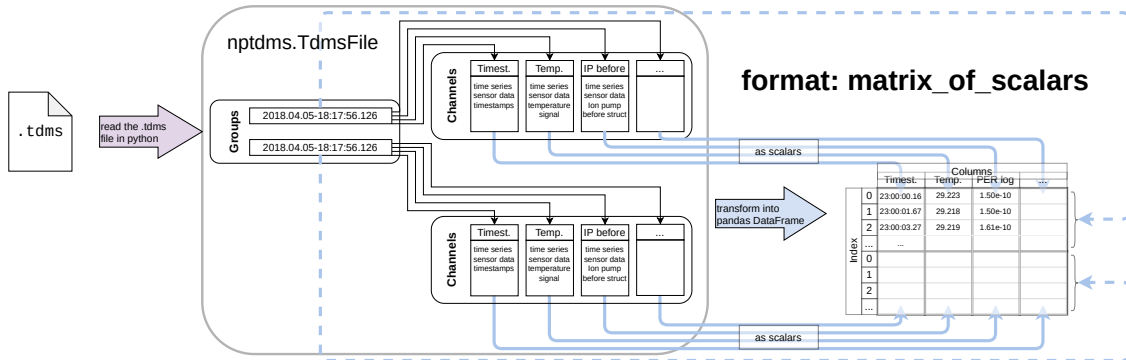 nptdms.TdmsFile
format: matrix_of_scalars
.tdms
read the .tdms
file in python
Groups
2018.04.05-18:17:56.126
2018.04.05-18:17:56.126
Channels
Timest.
time series
sensor data
timestamps
Temp.
time series
sensor data
temperature
signal
IP before
time series
sensor data
Ion pump
before struct
...
as scalars
Channels
Timest.
time series
sensor data
timestamps
Temp.
time series
sensor data
temperature
signal
IP before
time series
sensor data
Ion pump
before struct
...
as scalars
transform into
pandas DataFrame
Columns
Timest. Temp. PER log ...
Index
0 23:00:00.16 29.223 1.50e-10
1 23:00:01.67 29.218 1.50e-10
2 23:00:03.27 29.219 1.61e-10
... ...
0
1
2
...